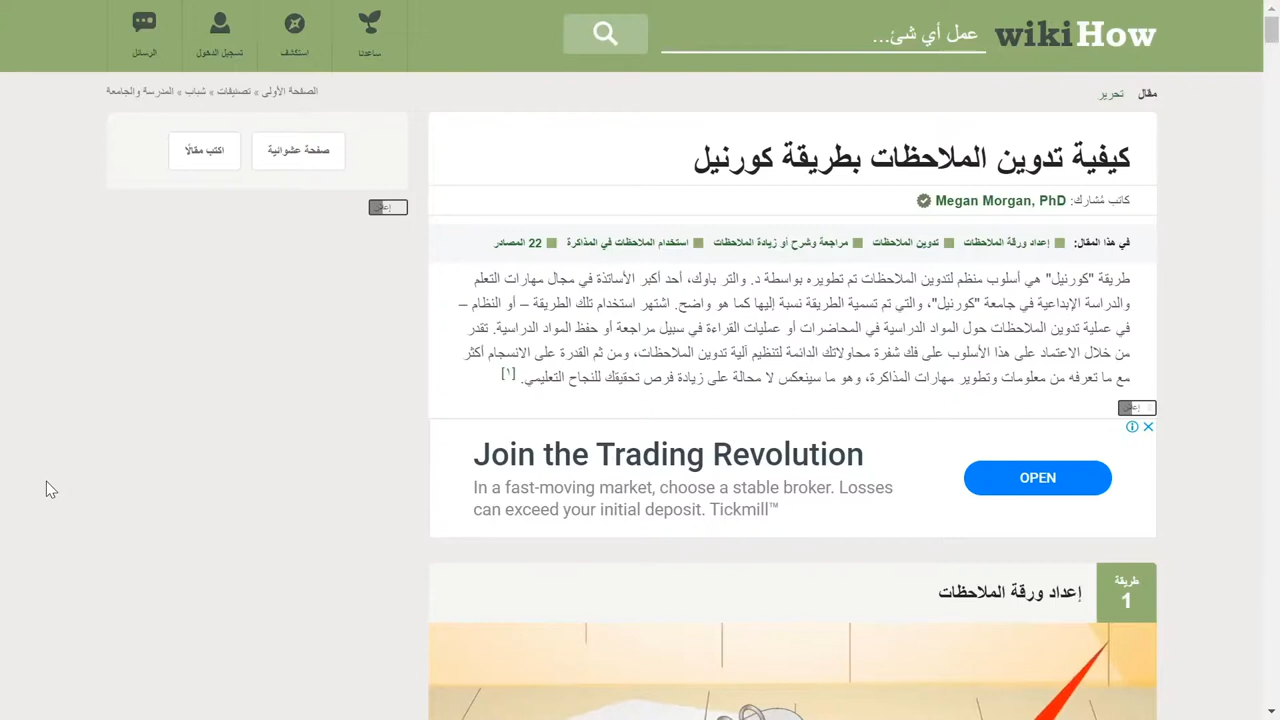 wikiHow
عمل أي شئ...
ساعدنا
استكشف
تسجيل الدخول
الرسائل
مقال
تحرير
الصفحة الأولى » تصنيفات » شباب » المدرسة والجامعة
اكتب مقالًا
صفحة عشوائية
إعلان
كيفية تدوين الملاحظات بطريقة كورنيل
كاتب مُشارك: Megan Morgan, PhD
في هذا المقال: إعداد ورقة الملاحظات تدوين الملاحظات مراجعة وشرح أو زيادة الملاحظات استخدام الملاحظات في المذاكرة 22 المصادر
طريقة "كورنيل" هي أسلوب منظم لتدوين الملاحظات تم تطويره بواسطة د. والتر باوك، أحد أكبر الأساتذة في مجال مهارات التعلم
والدراسة الإبداعية في جامعة "كورنيل"، والتي تم تسمية الطريقة نسبة إليها كما هو واضح. اشتهر استخدام تلك الطريقة – أو النظام –
في عملية تدوين الملاحظات حول المواد الدراسية في المحاضرات أو عمليات القراءة في سبيل مراجعة أو حفظ المواد الدراسية. تقدر
من خلال الاعتماد على هذا الأسلوب على فك شفرة محاولاتك الدائمة لتنظيم آلية تدوين الملاحظات، ومن ثم القدرة على الانسجام أكثر
مع ما تعرفه من معلومات وتطوير مهارات المذاكرة، وهو ما سينعكس لا محالة على زيادة فرص تحقيقك للنجاح التعليمي. [١]
إعلان
Join the Trading Revolution
In a fast-moving market, choose a stable broker. Losses
can exceed your initial deposit. Tickmill™
OPEN
طريقة
1
إعداد ورقة الملاحظات